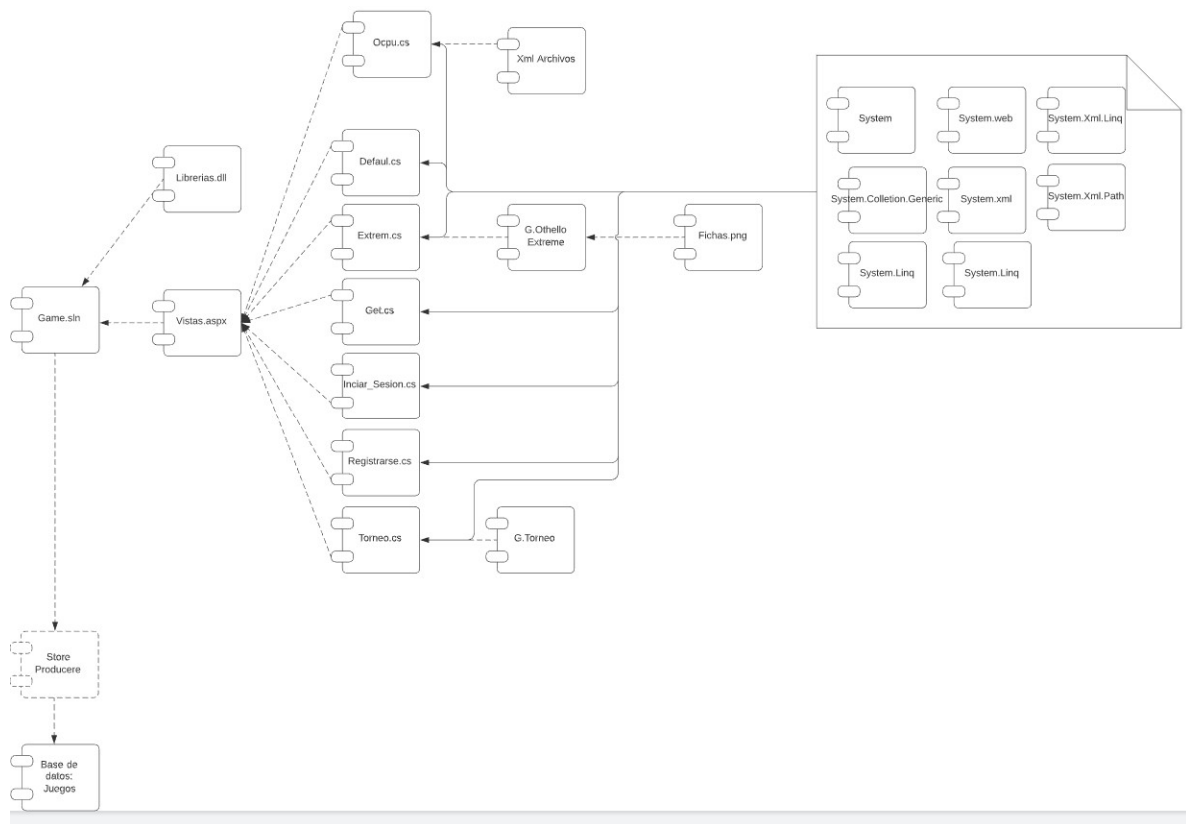 Ocpu.cs
Xml Archivos
System
System.web
System.Xml.Linq
Defaul.cs
Librerias.dll
System.Colletion.Generic
System.xml
System.Xml.Path
Extrem.cs
G.Othello
Extreme
Fichas.png
System.Linq
System.Linq
Game.sln
Vistas.aspx
Get.cs
Inciar_Sesion.cs
Registrarse.cs
Torneo.cs
G.Torneo
Store
Producere
Base de
datos:
Juegos